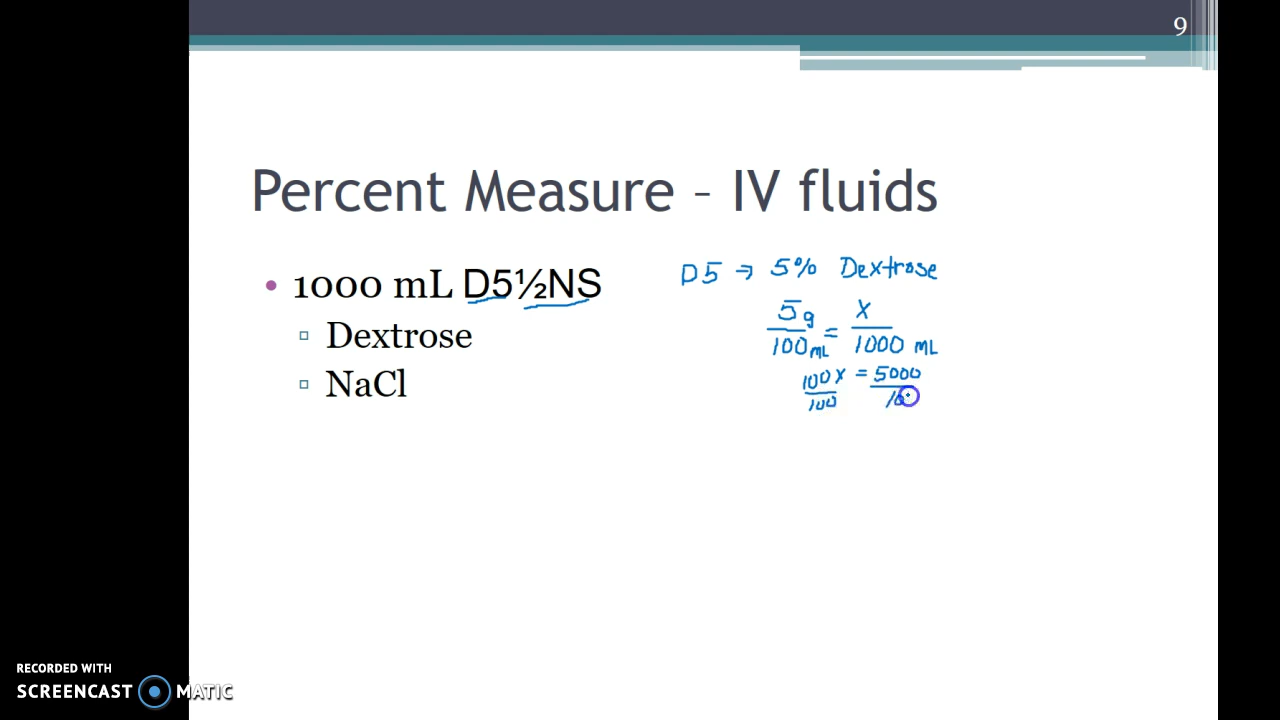 9
Percent Measure – IV fluids
• 1000 mL D5½NS
▫ Dextrose
▫ NaCl
D5 → 5% Dextrose
5g = X
100mL 1000 mL
100X = 5000
100 10
RECORDED WITH
SCREENCAST MATIC